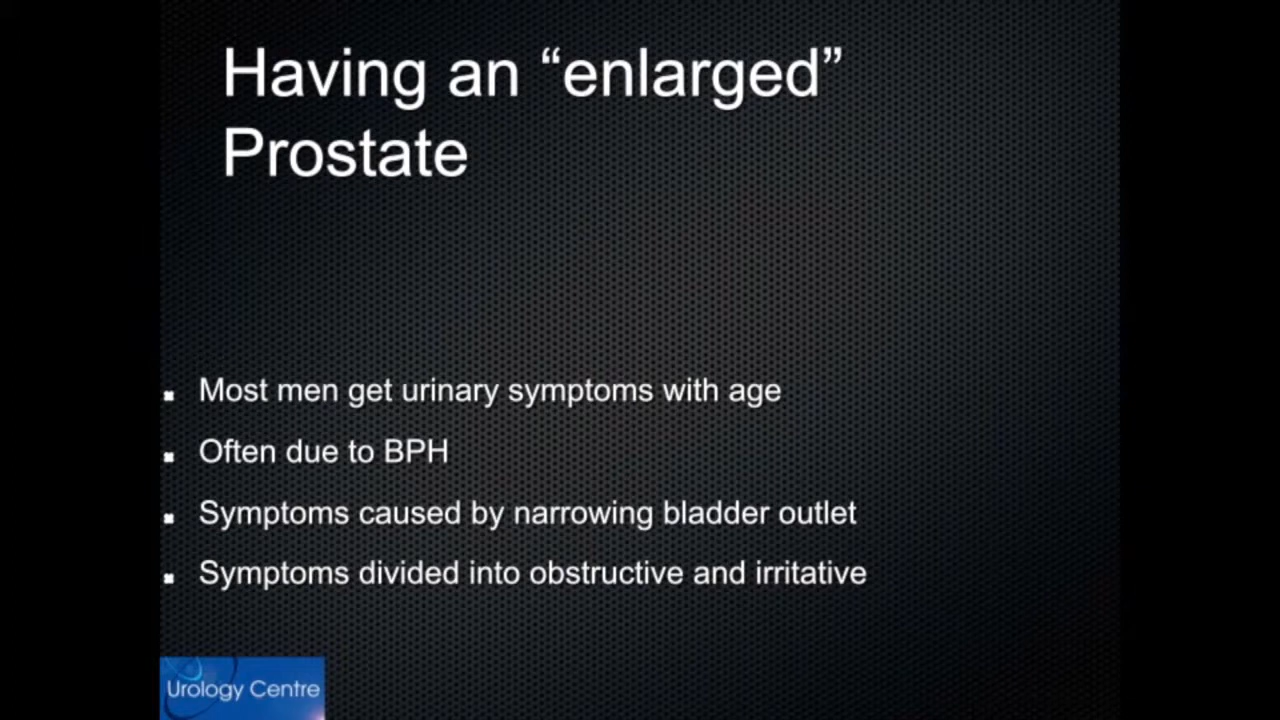 Having an “enlarged”
Prostate
Most men get urinary symptoms with age
Often due to BPH
Symptoms caused by narrowing bladder outlet
Symptoms divided into obstructive and irritative
Urology Centre